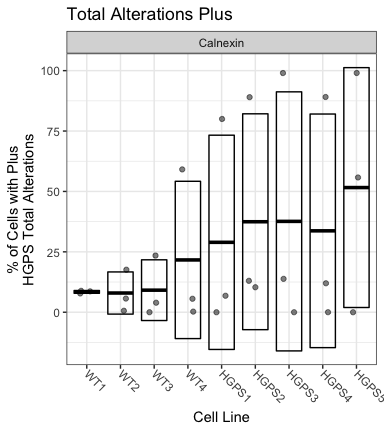 Total Alterations Plus
Calnexin
% of Cells with Plus
HGPS Total Alterations
100
75
50
25
0
WT1
WT2
WT3
WT4
HGPS1
HGPS2
HGPS3
HGPS4
HGPS5
Cell Line